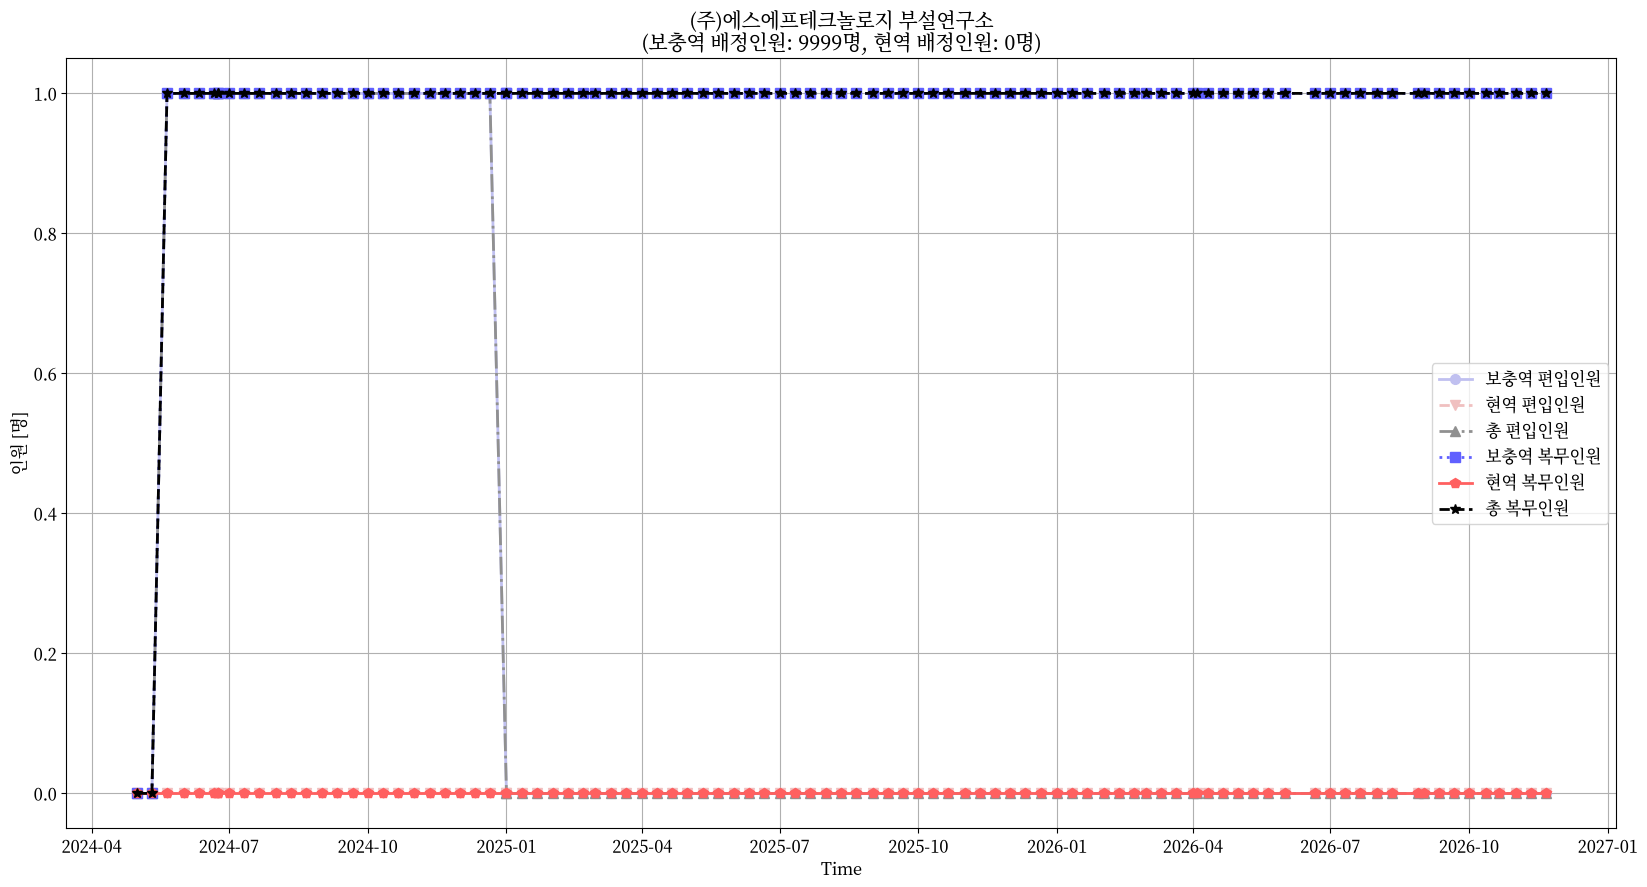 (주)에스에프테크놀로지 부설연구소
(보충역 배정인원: 9999명, 현역 배정인원: 0명)
인원 [명]
1.0
0.8
0.6
0.4
0.2
0.0
보충역 편입인원
현역 편입인원
총 편입인원
보충역 복무인원
현역 복무인원
총 복무인원
2024-04 2024-07 2024-10 2025-01 2025-04 2025-07 2025-10 2026-01 2026-04 2026-07 2026-10 2027-01
Time